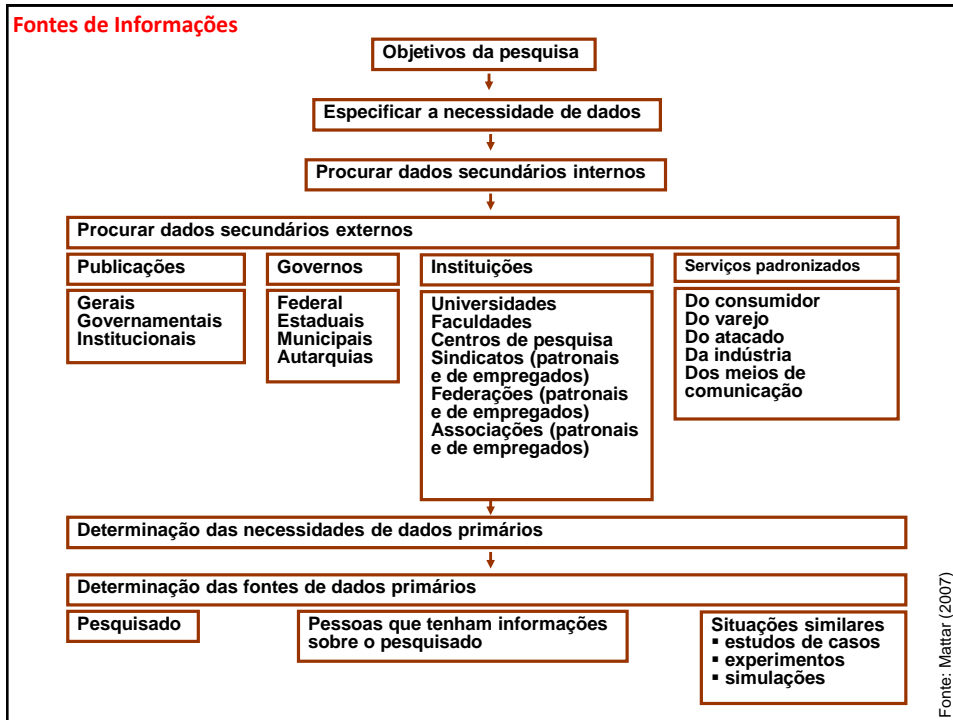 Fontes de Informações
Objetivos da pesquisa
Especificar a necessidade de dados
Procurar dados secundários internos
Procurar dados secundários externos
Publicações
Gerais
Governamentais
Institucionais
Governos
Federal
Estaduais
Municipais
Autarquias
Instituições
Universidades
Faculdades
Centros de pesquisa
Sindicatos (patronais
e de empregados)
Federações (patronais
e de empregados)
Associações (patronais
e de empregados)
Serviços padronizados
Do consumidor
Do varejo
Do atacado
Da indústria
Dos meios de
comunicação
Determinação das necessidades de dados primários
Determinação das fontes de dados primários
Pesquisado
Pessoas que tenham informações
sobre o pesquisado
Situações similares
▪ estudos de casos
▪ experimentos
▪ simulações
Fonte: Mattar (2007)